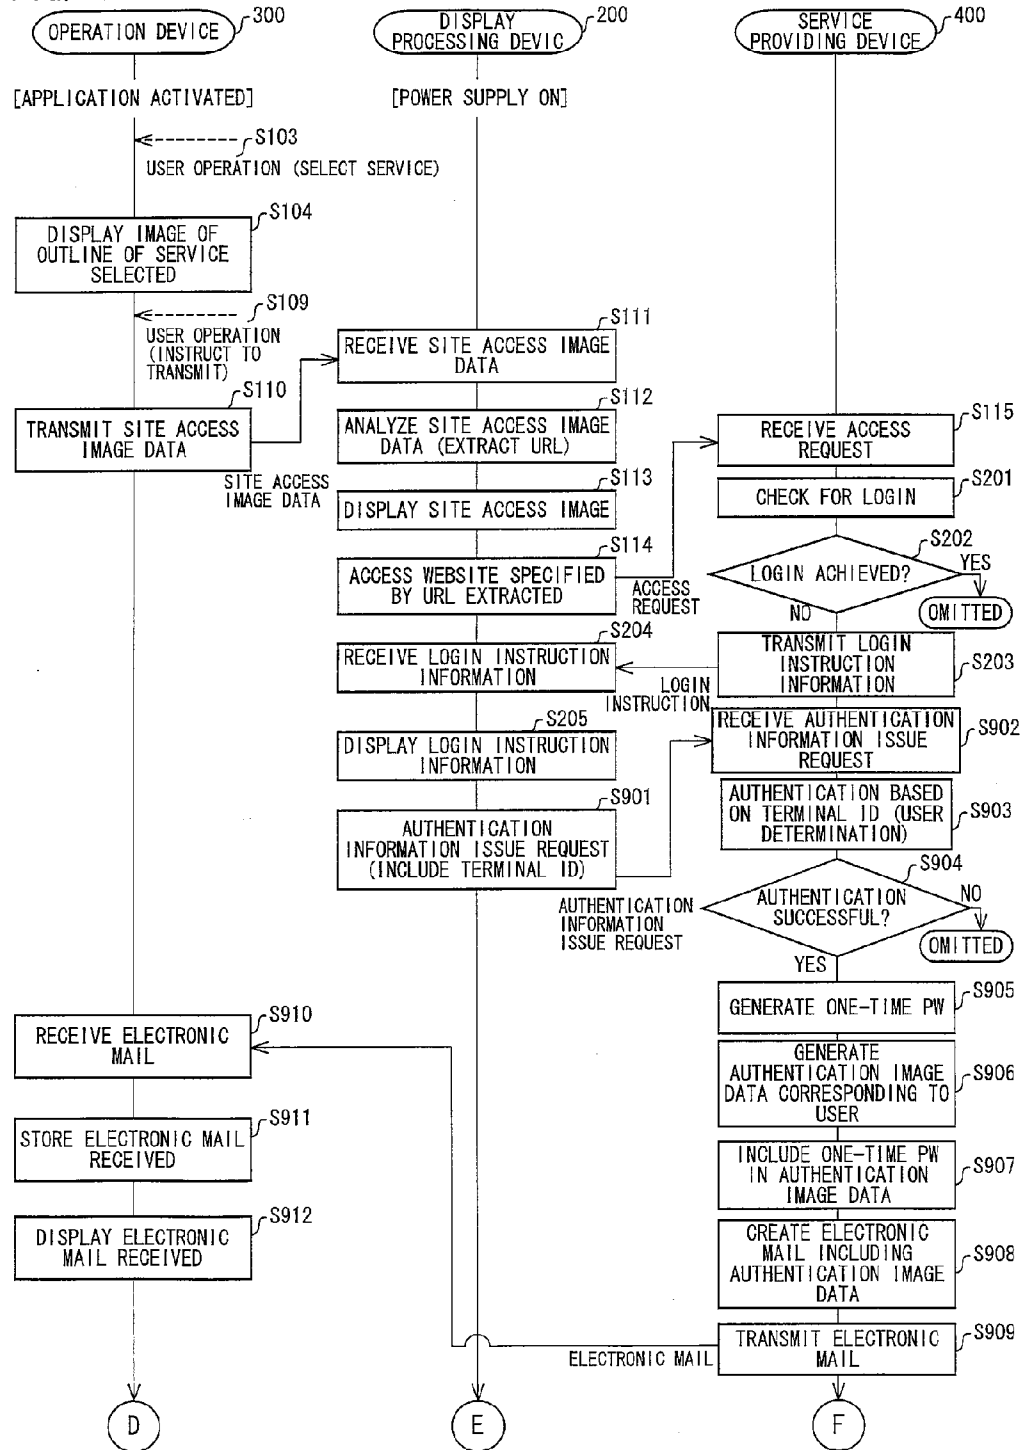 OPERATION DEVICE
300
DISPLAY
PROCESSING DEVIC
200
SERVICE
PROVIDING DEVICE
400
[APPLICATION ACTIVATED]
[POWER SUPPLY ON]
S103
USER OPERATION (SELECT SERVICE)
S104
DISPLAY IMAGE OF
OUTLINE OF SERVICE
SELECTED
S109
USER OPERATION
(INSTRUCT TO
TRANSMIT)
S110
TRANSMIT SITE ACCESS
IMAGE DATA
SITE ACCESS
IMAGE DATA
S111
RECEIVE SITE ACCESS IMAGE
DATA
S112
ANALYZE SITE ACCESS IMAGE
DATA (EXTRACT URL)
S113
DISPLAY SITE ACCESS IMAGE
S114
ACCESS WEBSITE SPECIFIED
BY URL EXTRACTED
ACCESS
REQUEST
S115
RECEIVE ACCESS
REQUEST
S201
CHECK FOR LOGIN
S202
LOGIN ACHIEVED?
YES
OMITTED
NO
TRANSMIT LOGIN
INSTRUCTION
INFORMATION
S203
LOGIN
INSTRUCTION
S204
RECEIVE LOGIN INSTRUCTION
INFORMATION
S205
DISPLAY LOGIN INSTRUCTION
INFORMATION
S901
AUTHENTICATION
INFORMATION ISSUE REQUEST
(INCLUDE TERMINAL ID)
AUTHENTICATION
INFORMATION
ISSUE REQUEST
RECEIVE AUTHENTICATION
INFORMATION ISSUE
REQUEST
S902
AUTHENTICATION BASED
ON TERMINAL ID (USER
DETERMINATION)
S903
S904
AUTHENTICATION
SUCCESSFUL?
NO
OMITTED
YES
GENERATE ONE-TIME PW
S905
GENERATE
AUTHENTICATION IMAGE
DATA CORRESPONDING TO
USER
S906
INCLUDE ONE-TIME PW
IN AUTHENTICATION
IMAGE DATA
S907
CREATE ELECTRONIC
MAIL INCLUDING
AUTHENTICATION IMAGE
DATA
S908
TRANSMIT ELECTRONIC
MAIL
S909
ELECTRONIC MAIL
S910
RECEIVE ELECTRONIC
MAIL
S911
STORE ELECTRONIC MAIL
RECEIVED
S912
DISPLAY ELECTRONIC
MAIL RECEIVED
D
E
F